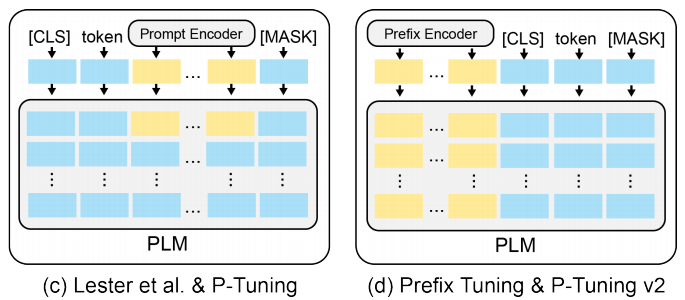 [CLS] token Prompt Encoder [MASK]
...
...
...
...
PLM
(c) Lester et al. & P-Tuning
Prefix Encoder [CLS] token [MASK]
...
...
...
...
PLM
(d) Prefix Tuning & P-Tuning v2